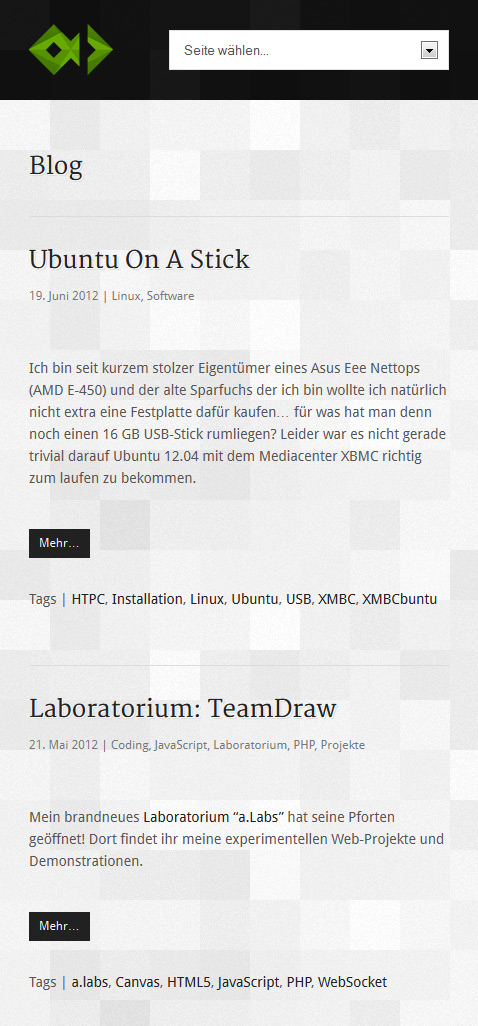 Seite wählen...
Blog
Ubuntu On A Stick
19. Juni 2012 | Linux, Software
Ich bin seit kurzem stolzer Eigentümer eines Asus Eee Nettops
(AMD E-450) und der alte Sparfuchs der ich bin wollte ich natürlich
nicht extra eine Festplatte dafür kaufen… für was hat man denn
noch einen 16 GB USB-Stick rumliegen? Leider war es nicht gerade
trivial darauf Ubuntu 12.04 mit dem Mediacenter XBMC richtig
zum laufen zu bekommen.
Mehr...
Tags | HTPC, Installation, Linux, Ubuntu, USB, XMBC, XMBCbuntu
Laboratorium: TeamDraw
21. Mai 2012 | Coding, JavaScript, Laboratorium, PHP, Projekte
Mein brandneues Laboratorium “a.Labs” hat seine Pforten
geöffnet! Dort findet ihr meine experimentellen Web-Projekte und
Demonstrationen.
Mehr...
Tags | a.labs, Canvas, HTML5, JavaScript, PHP, WebSocket